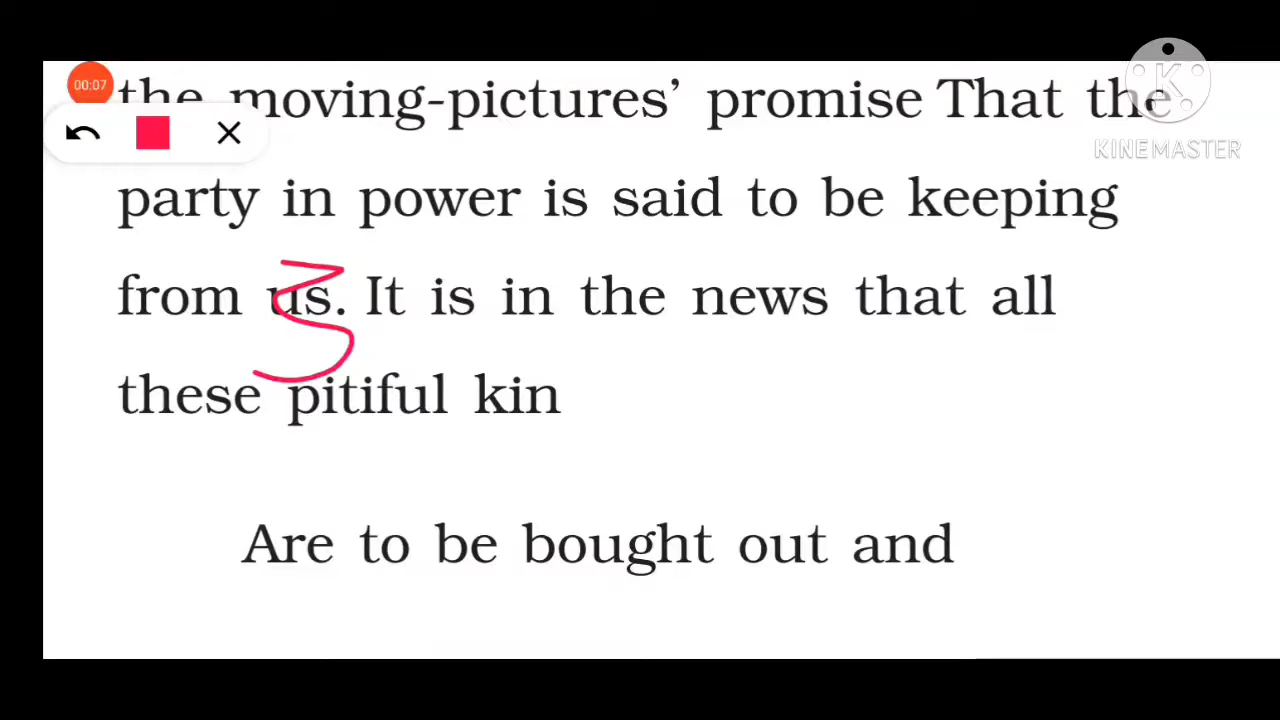 00:07
the moving-pictures’ promise That the
KINEMASTER
party in power is said to be keeping
from us. It is in the news that all
these pitiful kin
Are to be bought out and